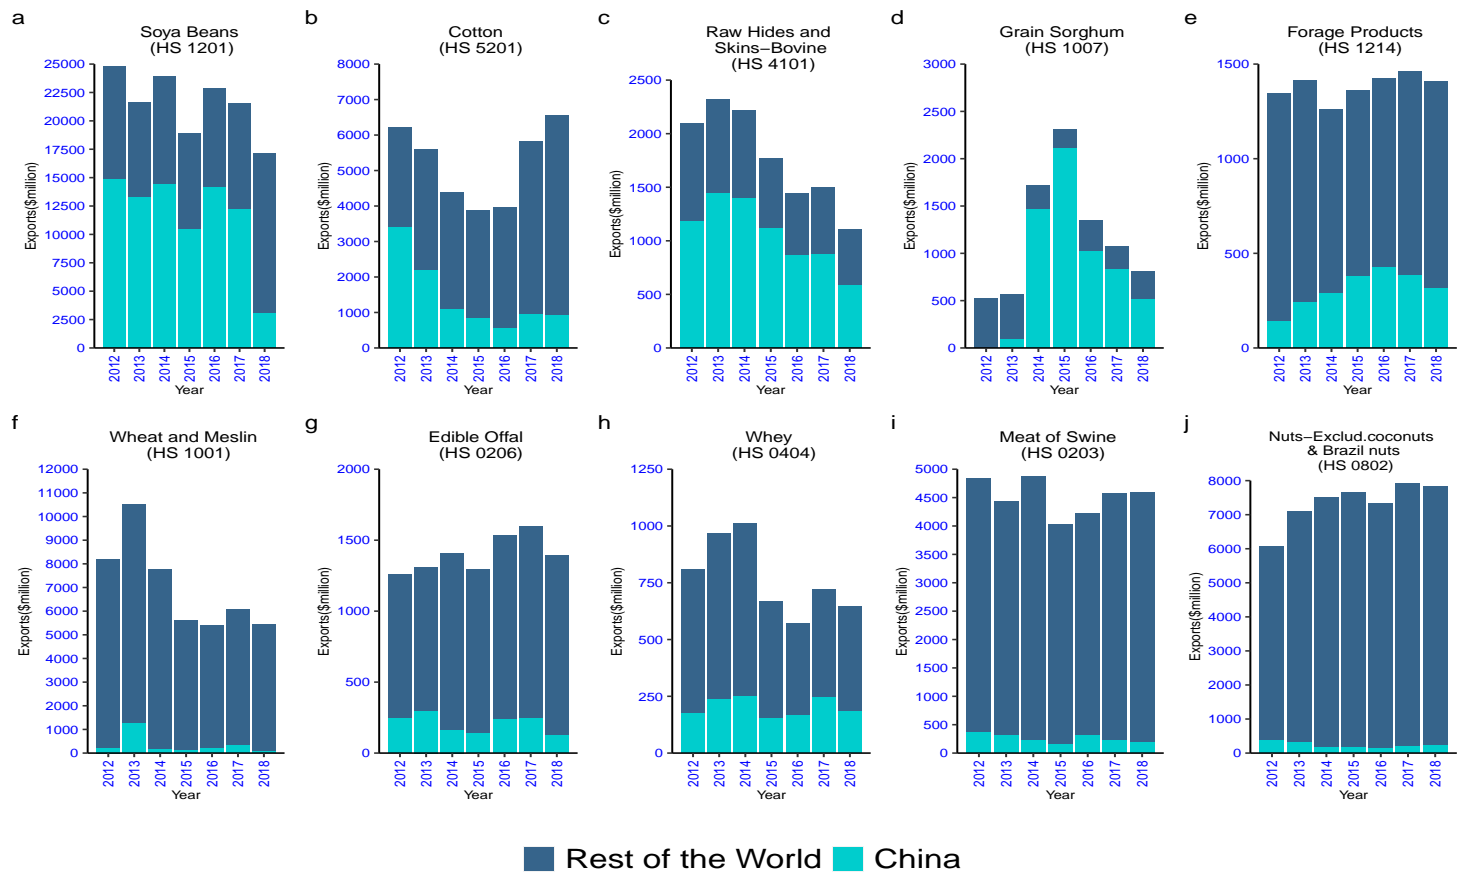 a
Soya Beans
(HS 1201)
Exports($million)
25000
22500
20000
17500
15000
12500
10000
7500
5000
2500
0
2012
2013
2014
2015
2016
2017
2018
Year
b
Cotton
(HS 5201)
Exports($million)
8000
7000
6000
5000
4000
3000
2000
1000
0
2012
2013
2014
2015
2016
2017
2018
Year
c
Raw Hides and
Skins−Bovine
(HS 4101)
Exports($million)
2500
2000
1500
1000
500
0
2012
2013
2014
2015
2016
2017
2018
Year
d
Grain Sorghum
(HS 1007)
Exports($million)
3000
2500
2000
1500
1000
500
0
2012
2013
2014
2015
2016
2017
2018
Year
e
Forage Products
(HS 1214)
Exports($million)
1500
1000
500
0
2012
2013
2014
2015
2016
2017
2018
Year
f
Wheat and Meslin
(HS 1001)
Exports($million)
12000
11000
10000
9000
8000
7000
6000
5000
4000
3000
2000
1000
0
2012
2013
2014
2015
2016
2017
2018
Year
g
Edible Offal
(HS 0206)
Exports($million)
2000
1500
1000
500
0
2012
2013
2014
2015
2016
2017
2018
Year
h
Whey
(HS 0404)
Exports($million)
1250
1000
750
500
250
0
2012
2013
2014
2015
2016
2017
2018
Year
i
Meat of Swine
(HS 0203)
Exports($million)
5000
4500
4000
3500
3000
2500
2000
1500
1000
500
0
2012
2013
2014
2015
2016
2017
2018
Year
j
Nuts−Exclud.coconuts
& Brazil nuts
(HS 0802)
Exports($million)
8000
7000
6000
5000
4000
3000
2000
1000
0
2012
2013
2014
2015
2016
2017
2018
Year
Rest of the World China